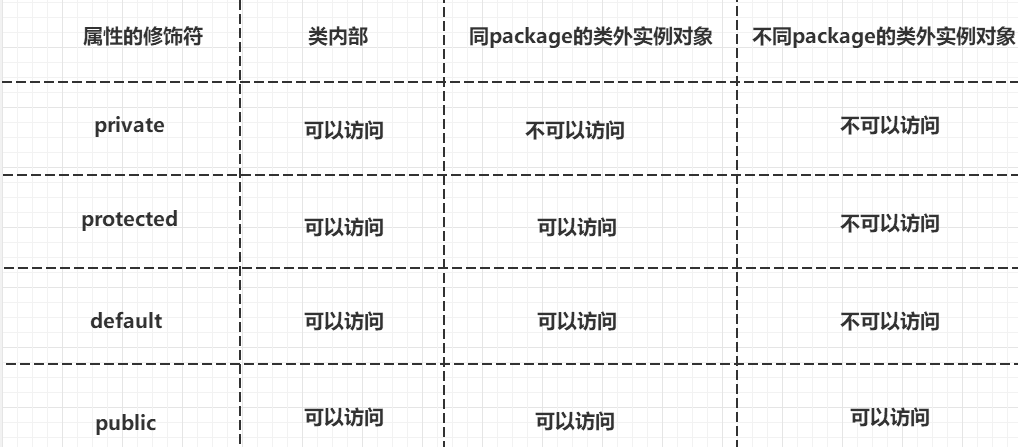 属性的修饰符 类内部 同package的类外实例对象 不同package的类外实例对象
private 可以访问 不可以访问 不可以访问
protected 可以访问 可以访问 不可以访问
default 可以访问 可以访问 不可以访问
public 可以访问 可以访问 可以访问